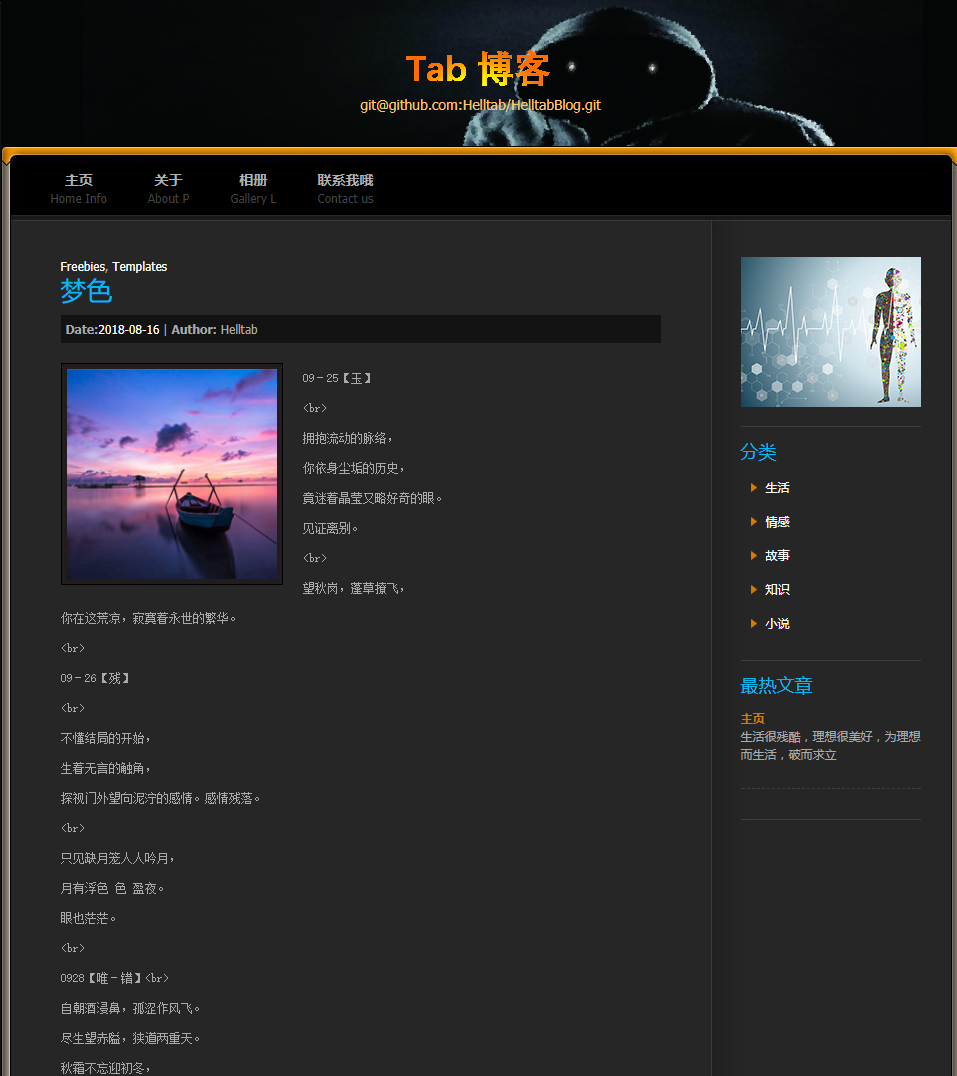 Tab 博客
git@github.com:Helltab/HelltabBlog.git
主页 关于 相册 联系我哦
Home Info About P Gallery L Contact us
Freebies, Templates
梦色
Date:2018-08-16 | Author: Helltab
09-25【玉】
<br>
拥抱流动的脉络，
你依身尘垢的历史，
竟迷着晶莹又略好奇的眼。
见证离别。
<br>
望秋岗，蓬草撩飞，
你在这荒凉，寂寞着永世的繁华。
<br>
09-26【残】
<br>
不懂结局的开始，
生着无言的触角，
探视门外望向泥泞的感情。感情残落。
<br>
只见缺月笼人人吟月，
月有浮色 色 盈夜。
眼也茫茫。
<br>
0928【唯-错】<br>
自朝酒漫鼻，孤涩作风飞。
尽生望赤隘，狭道两重天。
秋霜不忘迎初冬，
分类
生活
情感
故事
知识
小说
最热文章
主页
生活很残酷，理想很美好，为理想
而生活，破而求立